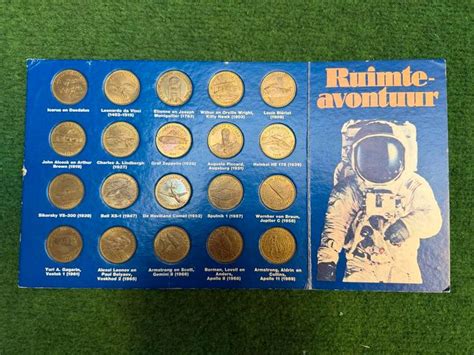 Ruimte-
avontuur
Icarus en Daedalus
Leonardo da Vinci
(1452-1519)
Etienne en Joseph
Montgolfier (1783)
Wilbur en Orville Wright,
Kitty Hawk (1903)
Louis Blériot
(1909)
John Alcock en Arthur
Brown (1919)
Charles A. Lindbergh
(1927)
Graf Zeppelin (1928)
Auguste Piccard,
Augsburg (1931)
Heinkel HE 178 (1939)
Sikorsky VS-300 (1939)
Bell XS-1 (1947)
De Havilland Comet (1952)
Sputnik 1 (1957)
Wernher von Braun,
Jupiter C (1958)
Yuri A. Gagarin,
Vostok 1 (1961)
Alexei Leonov en
Pavel Belyaev,
Voskhod 2 (1965)
Armstrong en Scott,
Gemini 8 (1966)
Borman, Lovell en
Anders,
Apollo 8 (1968)
Armstrong, Aldrin en
Collins,
Apollo 11 (1969)